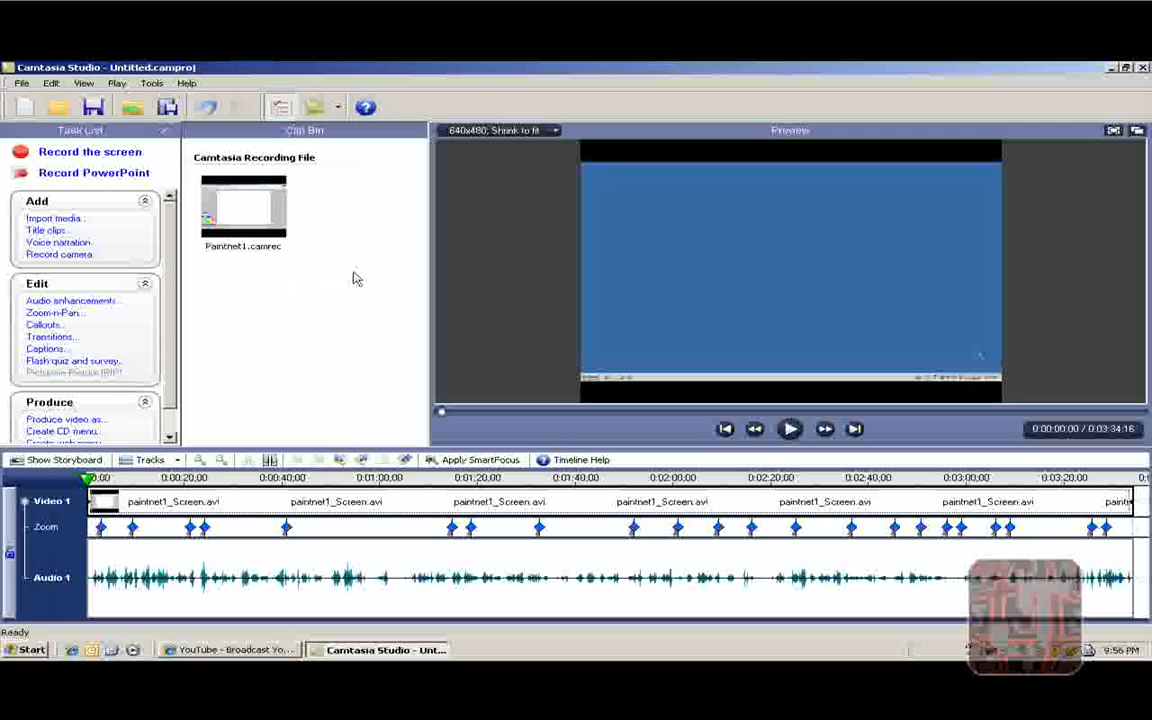 Camtasia Studio - Untitled.camproj
File Edit View Play Tools Help
Task List
Clip Bin
640x480, Shrink to fit
Preview
Record the screen
Record PowerPoint
Add
Import media...
Title clips...
Voice narration...
Record camera...
Edit
Audio enhancements...
Zoom-n-Pan...
Callouts...
Transitions...
Captions...
Flash quiz and survey...
Picture-in-Picture (PIP)
Produce
Produce video as...
Create CD menu...
Create web menu
Camtasia Recording File
Paintnet1.camrec
0:00:00:00 / 0:03:34:16
Show Storyboard Tracks Apply SmartFocus Timeline Help
0:00 0:00:20;00 0:00:40;00 0:01:00;00 0:01:20;00 0:01:40;00 0:02:00;00 0:02:20;00 0:02:40;00 0:03:00;00 0:03:20;00
Video 1 paintnet1_Screen.avi paintnet1_Screen.avi paintnet1_Screen.avi paintnet1_Screen.avi paintnet1_Screen.avi paintnet1_Screen.avi paintn
Zoom
Audio 1
Ready
Start YouTube - Broadcast Yo... Camtasia Studio - Unt... 9:56 PM